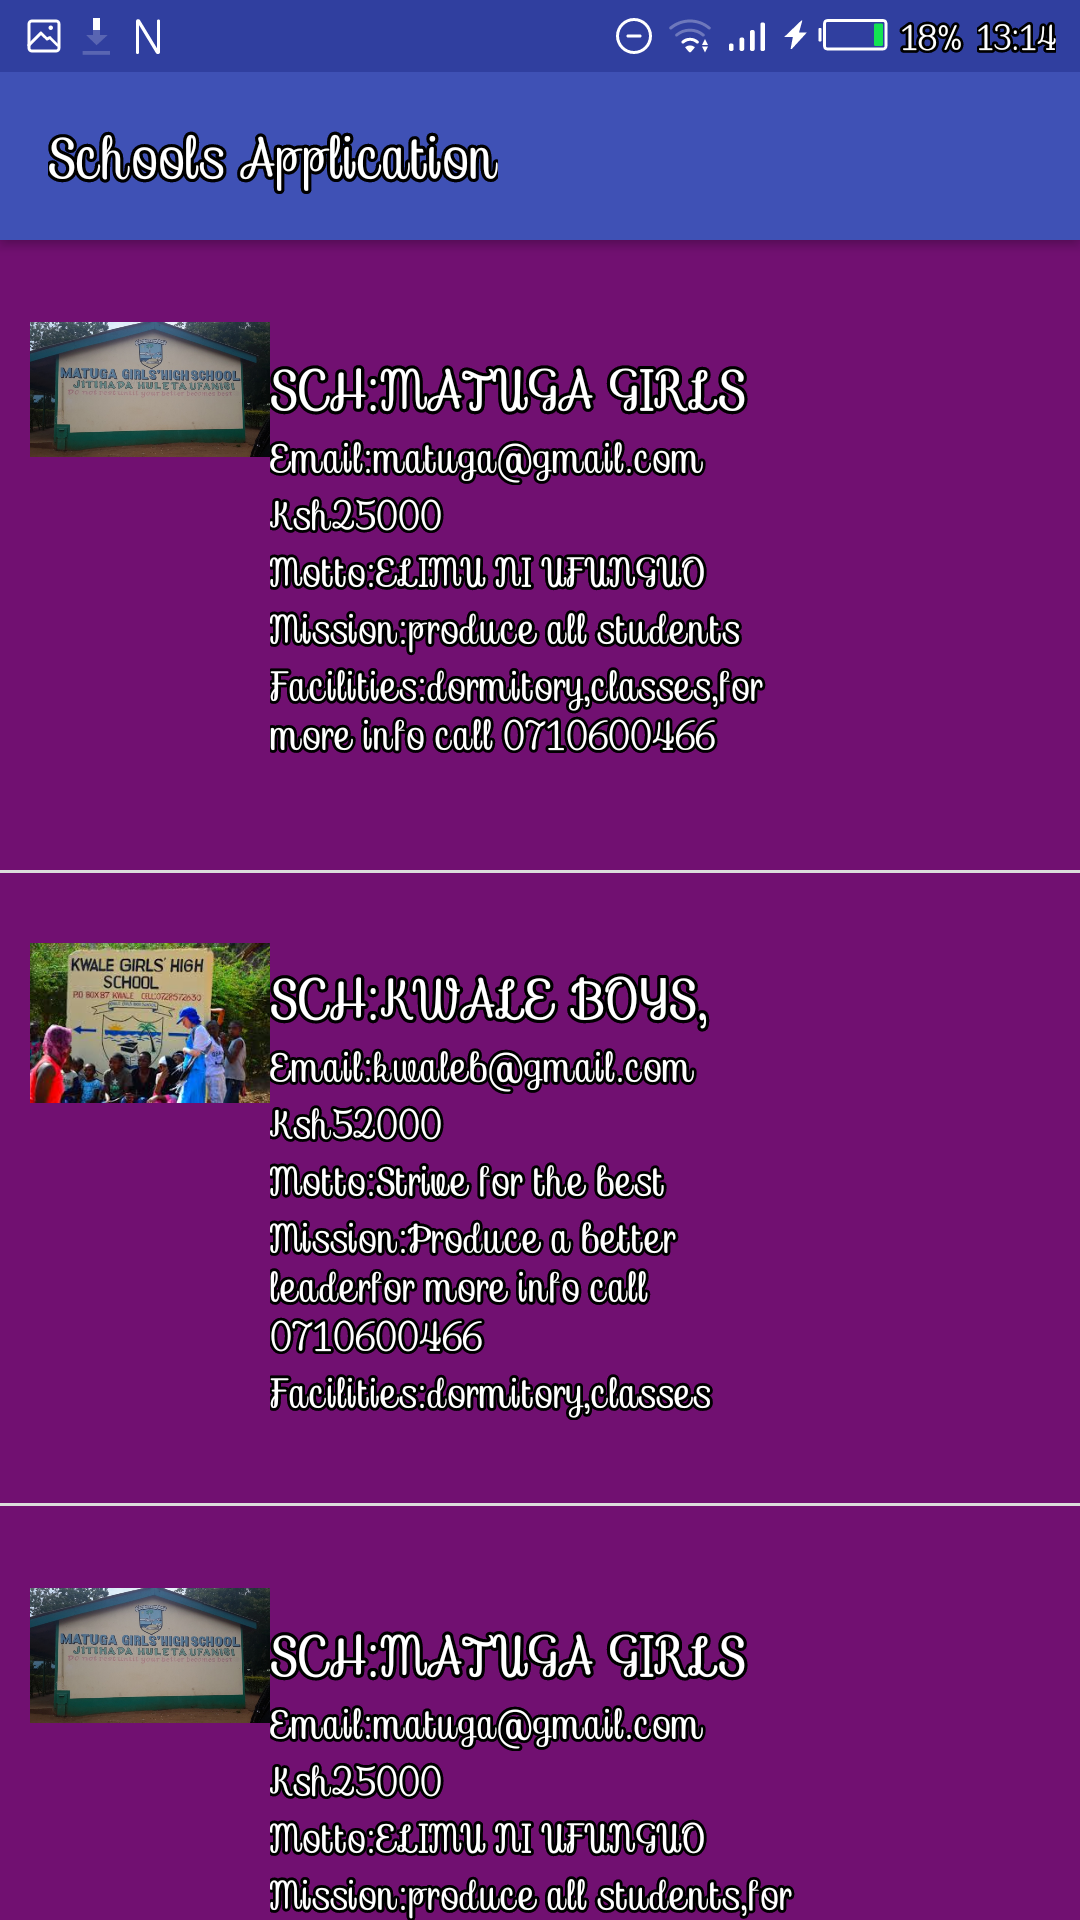 18% 13:14
Schools Application
MATUGA GIRLS' HIGH SCHOOL
JITIHADA HULETA UFANISI
SCH:MATUGA GIRLS
Email:matuga@gmail.com
Ksh25000
Motto:ELIMU NI UFUNGUO
Mission:produce all students
Facilities:dormitory,classes,for
more info call 0710600466
KWALE GIRLS' HIGH
SCHOOL
P.O BOX 87 KWALE CELL:0728572630
SCH:KWALE BOYS,
Email:kwaleb@gmail.com
Ksh52000
Motto:Strive for the best
Mission:Produce a better
leaderfor more info call
0710600466
Facilities:dormitory,classes
MATUGA GIRLS' HIGH SCHOOL
JITIHADA HULETA UFANISI
SCH:MATUGA GIRLS
Email:matuga@gmail.com
Ksh25000
Motto:ELIMU NI UFUNGUO
Mission:produce all students,for